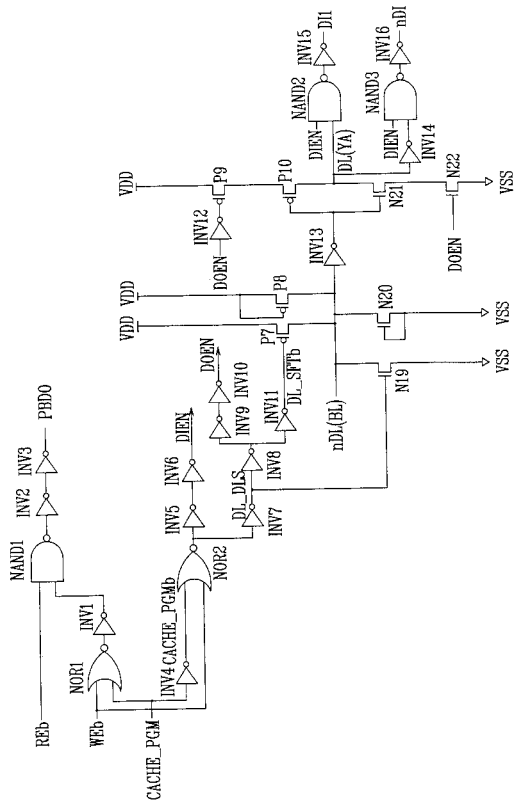 REb
WEb
CACHE_PGM
NOR1
INV1
NAND1
INV2
INV3
PBDO
INV4
CACHE_PGMb
NOR2
INV5
INV6
DIEN
INV7
DL_DLS
INV8
INV9
INV10
DOEN
INV11
DL_SFTb
nDL(BL)
VDD
P7
VDD
P8
N19
VSS
N20
VSS
INV13
DOEN
INV12
VDD
P9
P10
N21
N22
DOEN
VSS
DL(YA)
DIEN
NAND2
INV15
DI1
INV14
DIEN
NAND3
INV16
nDI